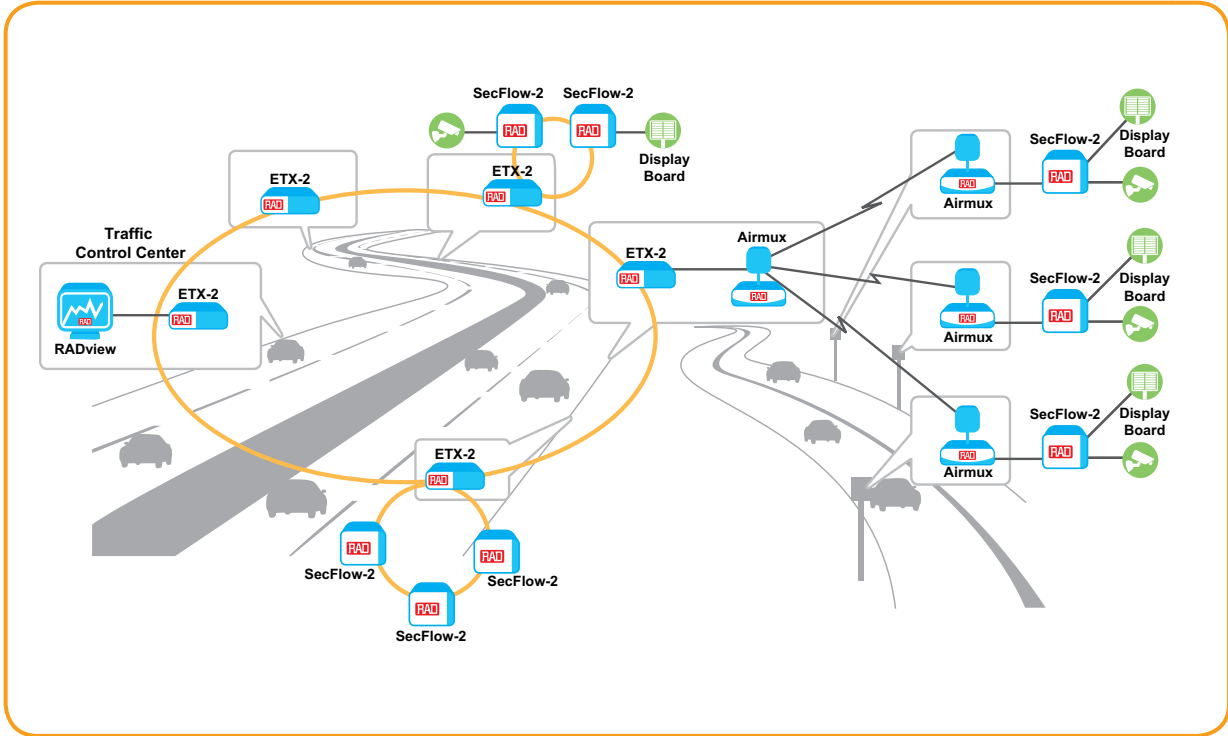 SecFlow-2
SecFlow-2
RAD
RAD
Display
Board
ETX-2
RAD
ETX-2
RAD
Traffic
Control Center
ETX-2
RAD
RAD
RADview
ETX-2
RAD
Airmux
RAD
RAD
Airmux
SecFlow-2
RAD
Display
Board
RAD
Airmux
SecFlow-2
RAD
Display
Board
RAD
Airmux
SecFlow-2
RAD
Display
Board
ETX-2
RAD
RAD
SecFlow-2
RAD
SecFlow-2
RAD
SecFlow-2